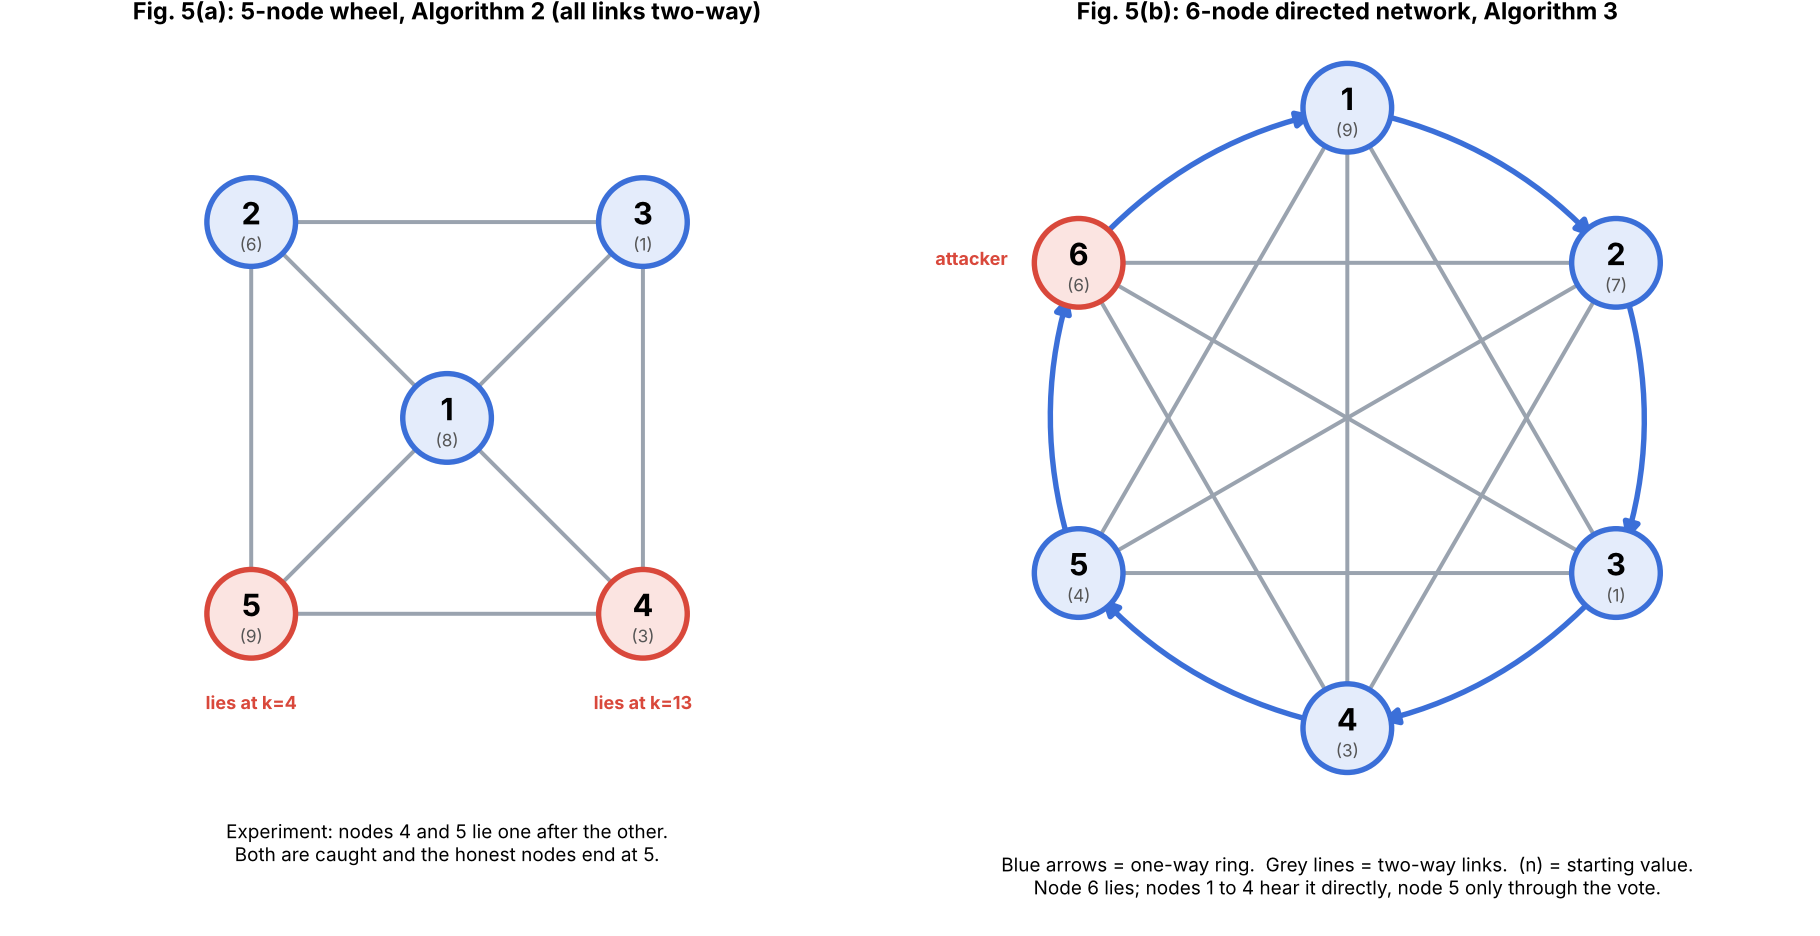 Fig. 5(a): 5-node wheel, Algorithm 2 (all links two-way)
2
(6)
3
(1)
1
(8)
5
(9)
4
(3)
lies at k=4
lies at k=13
Experiment: nodes 4 and 5 lie one after the other.
Both are caught and the honest nodes end at 5.
Fig. 5(b): 6-node directed network, Algorithm 3
1
(9)
attacker
6
(6)
2
(7)
5
(4)
3
(1)
4
(3)
Blue arrows = one-way ring.  Grey lines = two-way links.  (n) = starting value.
Node 6 lies; nodes 1 to 4 hear it directly, node 5 only through the vote.